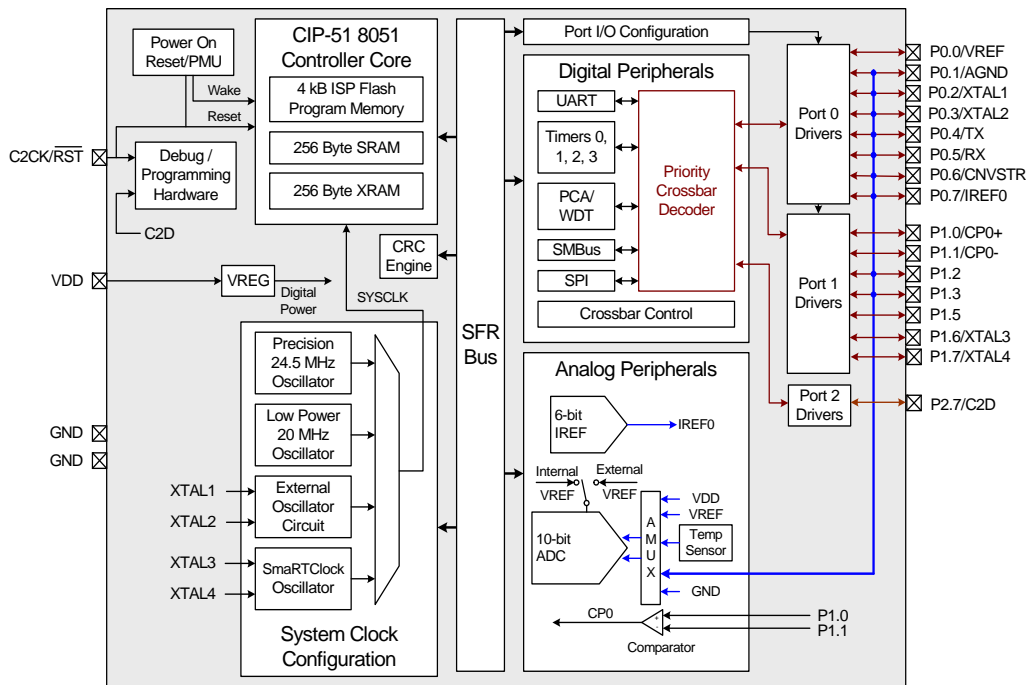 Power On
Reset/PMU
Wake
Reset
C2CK/RST
Debug /
Programming
Hardware
C2D
VDD
VREG
Digital
Power
SYSCLK
GND
GND
CIP-51 8051
Controller Core
4 kB ISP Flash
Program Memory
256 Byte SRAM
256 Byte XRAM
CRC
Engine
Precision
24.5 MHz
Oscillator
Low Power
20 MHz
Oscillator
XTAL1
XTAL2
External
Oscillator
Circuit
XTAL3
XTAL4
SmaRTClock
Oscillator
System Clock
Configuration
SFR
Bus
Port I/O Configuration
Digital Peripherals
UART
Timers 0,
1, 2, 3
PCA/
WDT
SMBus
SPI
Priority
Crossbar
Decoder
Crossbar Control
Analog Peripherals
6-bit
IREF
IREF0
Internal
VREF
External
VREF
10-bit
ADC
A
M
U
X
VDD
VREF
Temp
Sensor
GND
CP0
+
-
Comparator
P1.0
P1.1
Port 0
Drivers
Port 1
Drivers
Port 2
Drivers
P0.0/VREF
P0.1/AGND
P0.2/XTAL1
P0.3/XTAL2
P0.4/TX
P0.5/RX
P0.6/CNVSTR
P0.7/IREF0
P1.0/CP0+
P1.1/CP0-
P1.2
P1.3
P1.5
P1.6/XTAL3
P1.7/XTAL4
P2.7/C2D